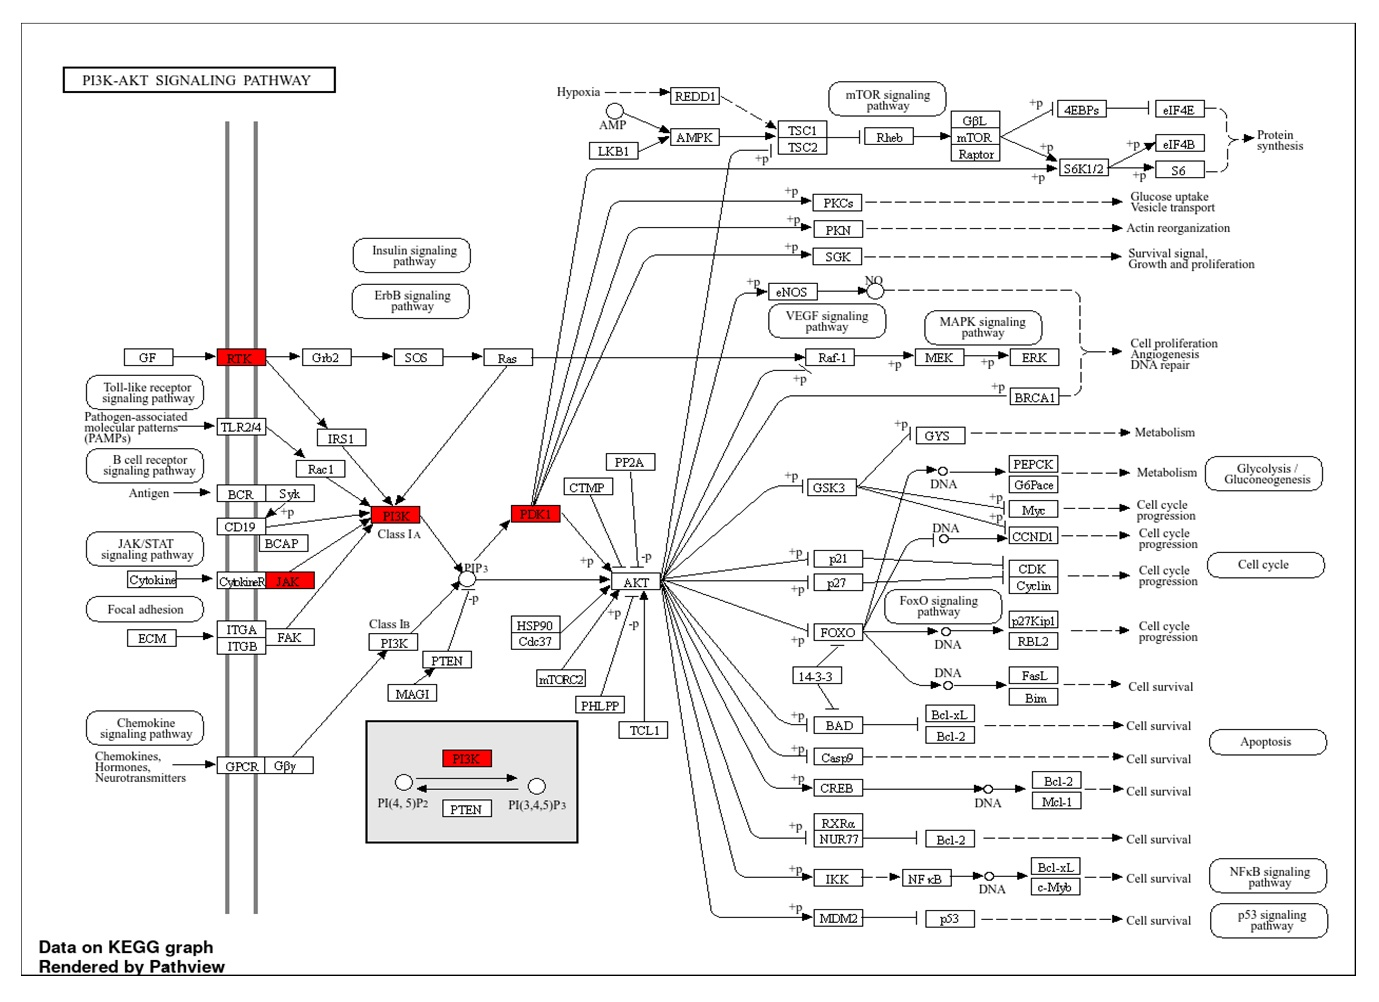 PI3K-AKT SIGNALING PATHWAY
Hypoxia
REDD1
mTOR signaling
pathway
AMP
AMPK
LKB1
TSC1
TSC2
+p
Rheb
GβL
mTOR
Raptor
+p
4EBPs
eIF4E
+p
S6K1/2
+p
+p
eIF4B
+p
S6
Protein
synthesis
+p
PKCs
Glucose uptake
Vesicle transport
+p
PKN
Actin reorganization
+p
SGK
Survival signal,
Growth and proliferation
Insulin signaling
pathway
ErbB signaling
pathway
+p
eNOS
NO
VEGF signaling
pathway
MAPK signaling
pathway
GF
RTK
Grb2
SOS
Ras
Raf-1
+p
MEK
+p
ERK
+p
+p
BRCA1
Cell proliferation
Angiogenesis
DNA repair
Toll-like receptor
signaling pathway
Pathogen-associated
molecular patterns
(PAMPs)
TLR2/4
IRS1
Rac1
B cell receptor
signaling pathway
Antigen
BCR
Syk
+p
CD19
BCAP
PI3K
Class IA
PDK1
CTMP
PP2A
+p
-p
GSK3
+p
+p
GYS
Metabolism
DNA
PEPCK
G6Pace
Metabolism
Glycolysis /
Gluconeogenesis
+p
Myc
Cell cycle
progression
+p
DNA
CCND1
Cell cycle
progression
JAK/STAT
signaling pathway
Cytokine
CytokineR
JAK
PIP3
-p
AKT
+p
p21
+p
p27
CDK
Cyclin
Cell cycle
progression
Cell cycle
Focal adhesion
ECM
ITGA
ITGB
FAK
Class IB
PI3K
PTEN
MAGI
HSP90
Cdc37
+p
-p
mTORC2
PHLPP
TCL1
FoxO signaling
pathway
+p
FOXO
DNA
p27Kip1
RBL2
Cell cycle
progression
14-3-3
DNA
FasL
Bim
Cell survival
Chemokine
signaling pathway
Chemokines,
Hormones,
Neurotransmitters
GPCR
Gβγ
PI3K
PI(4, 5)P2
PI(3,4,5)P3
PTEN
+p
BAD
Bcl-xL
Bcl-2
Cell survival
+p
Casp9
Cell survival
Apoptosis
+p
CREB
DNA
Bcl-2
Mcl-1
Cell survival
+p
RXRα
NUR77
Bcl-2
Cell survival
+p
IKK
NFκB
DNA
Bcl-xL
c-Myb
Cell survival
NFκB signaling
pathway
+p
MDM2
p53
Cell survival
p53 signaling
pathway
Data on KEGG graph
Rendered by Pathview